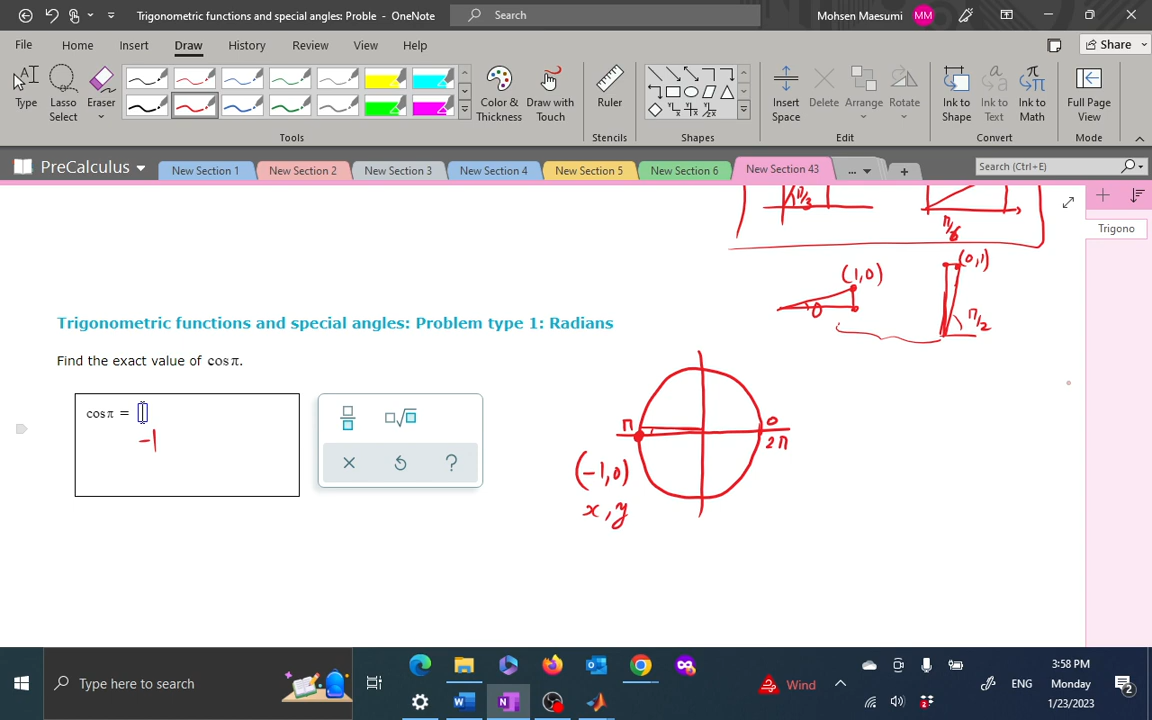 Trigonometric functions and special angles: Proble - OneNote
Search
Mohsen Maesumi MM
File Home Insert Draw History Review View Help
Share
Type
Lasso Select
Eraser
Color & Thickness
Draw with Touch
Ruler
Insert Space
Delete
Arrange
Rotate
Ink to Shape
Ink to Text
Ink to Math
Full Page View
Tools
Stencils
Shapes
Edit
Convert
Mode
PreCalculus
New Section 1
New Section 2
New Section 3
New Section 4
New Section 5
New Section 6
New Section 43
...
Search (Ctrl+E)
Trigono
π/3
π/6
(1,0)
(0,1)
0
π/2
Trigonometric functions and special angles: Problem type 1: Radians
Find the exact value of cos π.
cos π =
-1
π
0
2π
(-1,0)
x, y
Type here to search
Wind
ENG
3:58 PM
Monday
1/23/2023
2